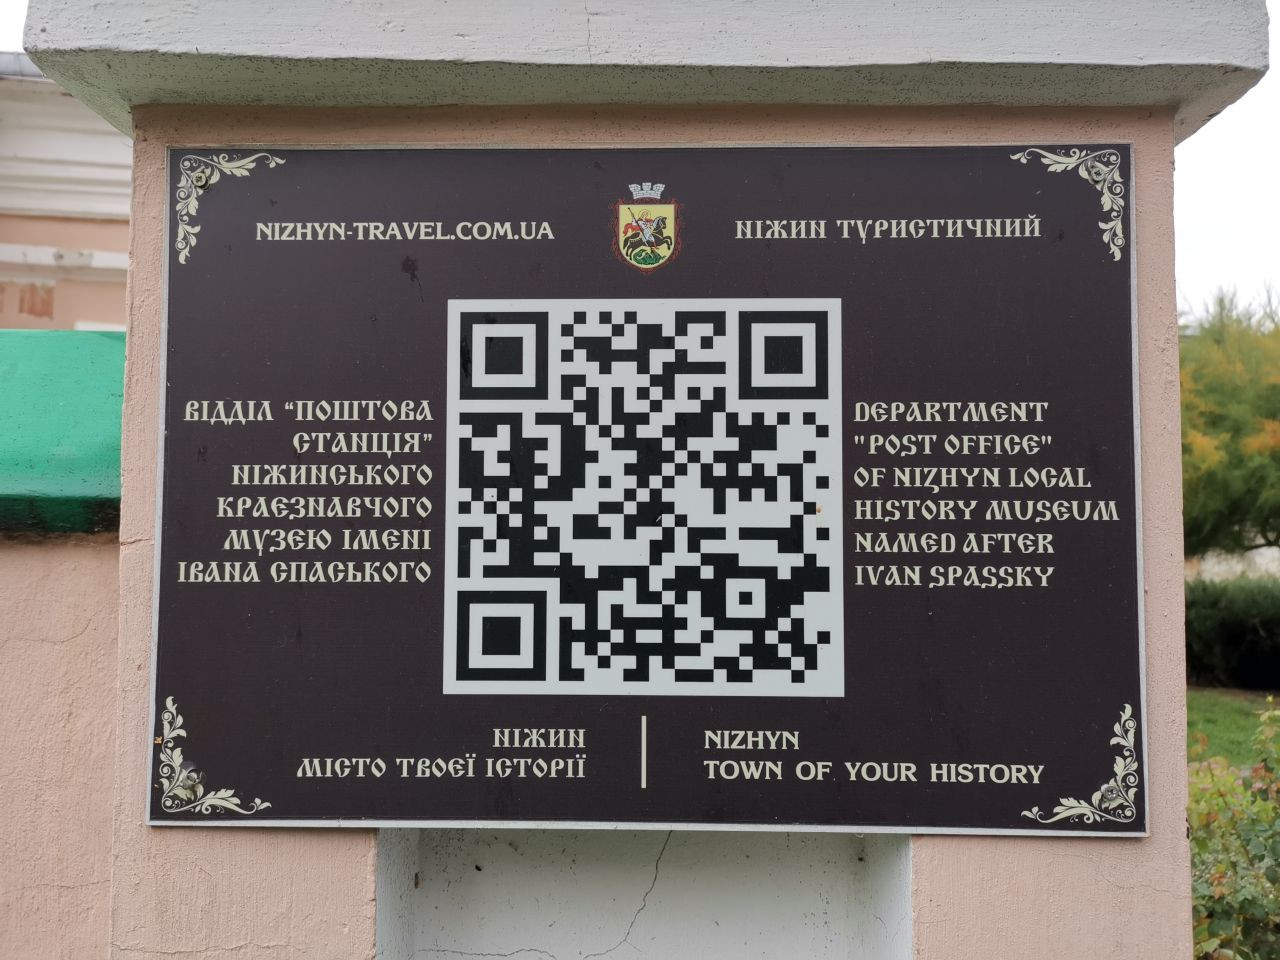 NIZHYN-TRAVEL.COM.UA
НІЖИН ТУРИСТИЧНИЙ
ВІДДІЛ "ПОШТОВА
СТАНЦІЯ"
НІЖИНСЬКОГО
КРАЄЗНАВЧОГО
МУЗЕЮ ІМЕНІ
ІВАНА СПАСЬКОГО
DEPARTMENT
"POST OFFICE"
OF NIZHYN LOCAL
HISTORY MUSEUM
NAMED AFTER
IVAN SPASSKY
НІЖИН
МІСТО ТВОЄЇ ІСТОРІЇ
NIZHYN
TOWN OF YOUR HISTORY